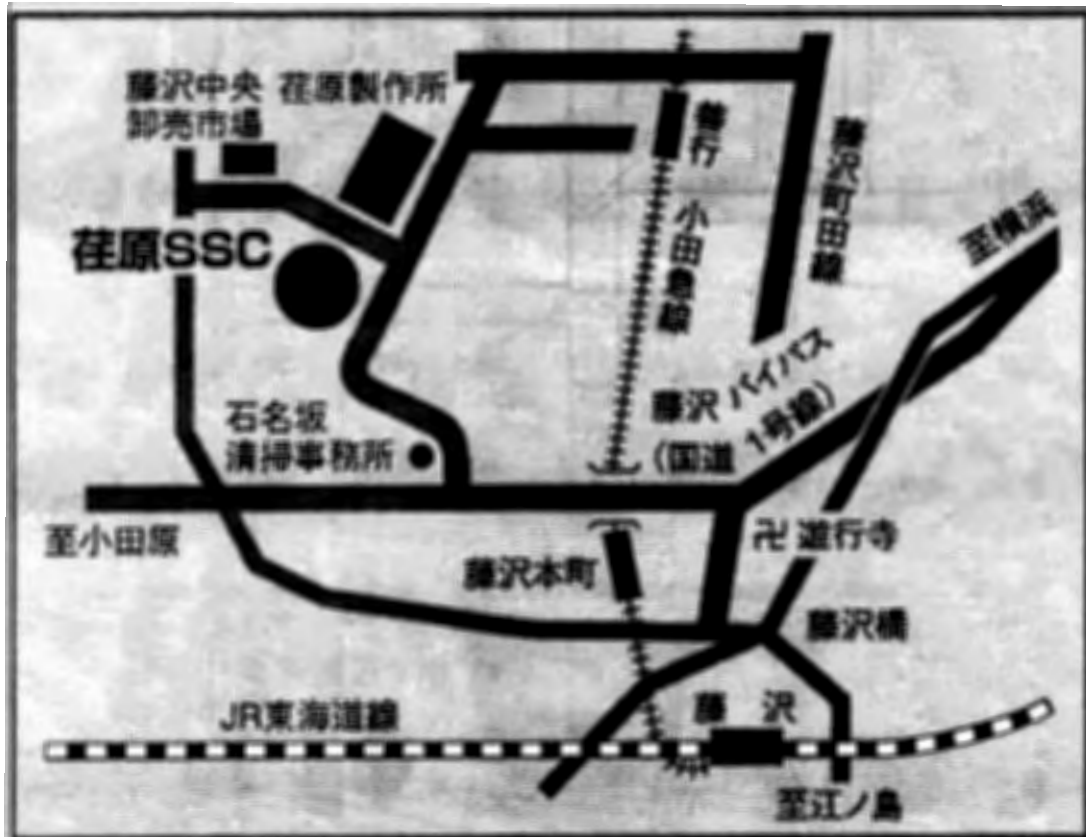 藤沢中央
卸売市場
荏原製作所
善行
小田急線
藤沢町田線
至横浜
荏原SSC
藤沢バイパス
(国道1号線)
石名坂
清掃事務所
至小田原
卍遊行寺
藤沢本町
藤沢橋
JR東海道線
藤沢
至江ノ島